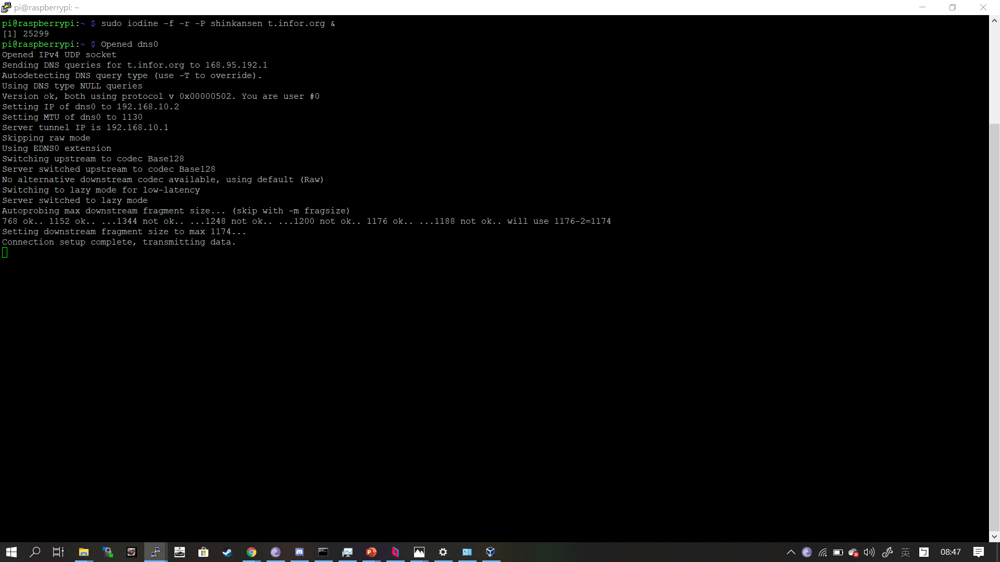 pi@raspberrypi: ~
pi@raspberrypi:~ $ sudo iodine -f -r -P shinkansen t.infor.org &
[1] 25299
pi@raspberrypi:~ $ Opened dns0
Opened IPv4 UDP socket
Sending DNS queries for t.infor.org to 168.95.192.1
Autodetecting DNS query type (use -T to override).
Using DNS type NULL queries
Version ok, both using protocol v 0x00000502. You are user #0
Setting IP of dns0 to 192.168.10.2
Setting MTU of dns0 to 1130
Server tunnel IP is 192.168.10.1
Skipping raw mode
Using EDNS0 extension
Switching upstream to codec Base128
Server switched upstream to codec Base128
No alternative downstream codec available, using default (Raw)
Switching to lazy mode for low-latency
Server switched to lazy mode
Autoprobing max downstream fragment size... (skip with -m fragsize)
768 ok.. 1152 ok.. ...1344 not ok.. ...1248 not ok.. ...1200 not ok.. 1176 ok.. ...1188 not ok.. will use 1176-2=1174
Setting downstream fragment size to max 1174...
Connection setup complete, transmitting data.
英 ㄅ 08:47